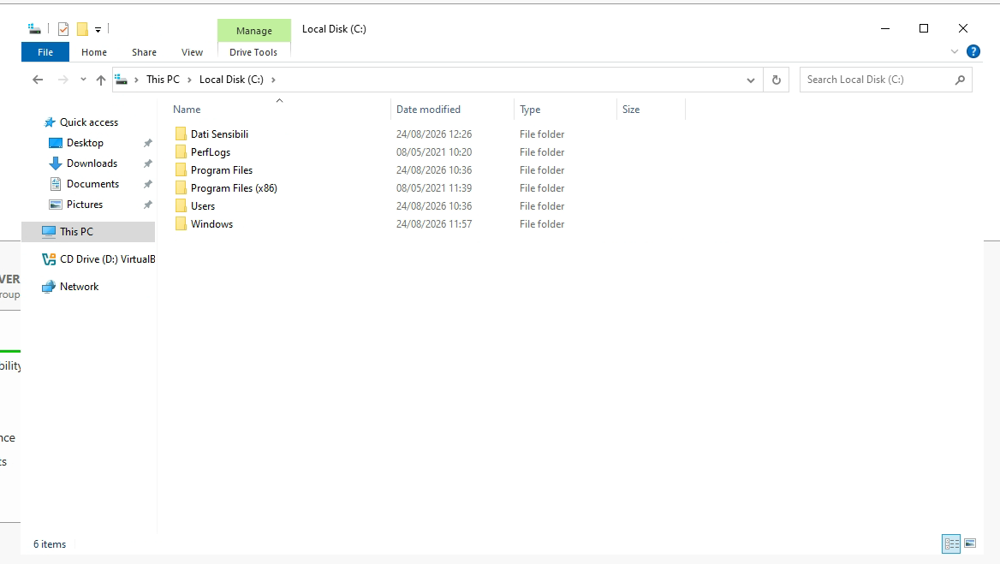 Manage
Local Disk (C:)
File
Home
Share
View
Drive Tools
?
This PC
Local Disk (C:)
Search Local Disk (C:)
Name
Date modified
Type
Size
Quick access
Desktop
Downloads
Documents
Pictures
This PC
CD Drive (D:) VirtualB
Network
Dati Sensibili 24/08/2026 12:26 File folder
PerfLogs 08/05/2021 10:20 File folder
Program Files 24/08/2026 10:36 File folder
Program Files (x86) 08/05/2021 11:39 File folder
Users 24/08/2026 10:36 File folder
Windows 24/08/2026 11:57 File folder
VER
roup
bility
nce
ts
6 items